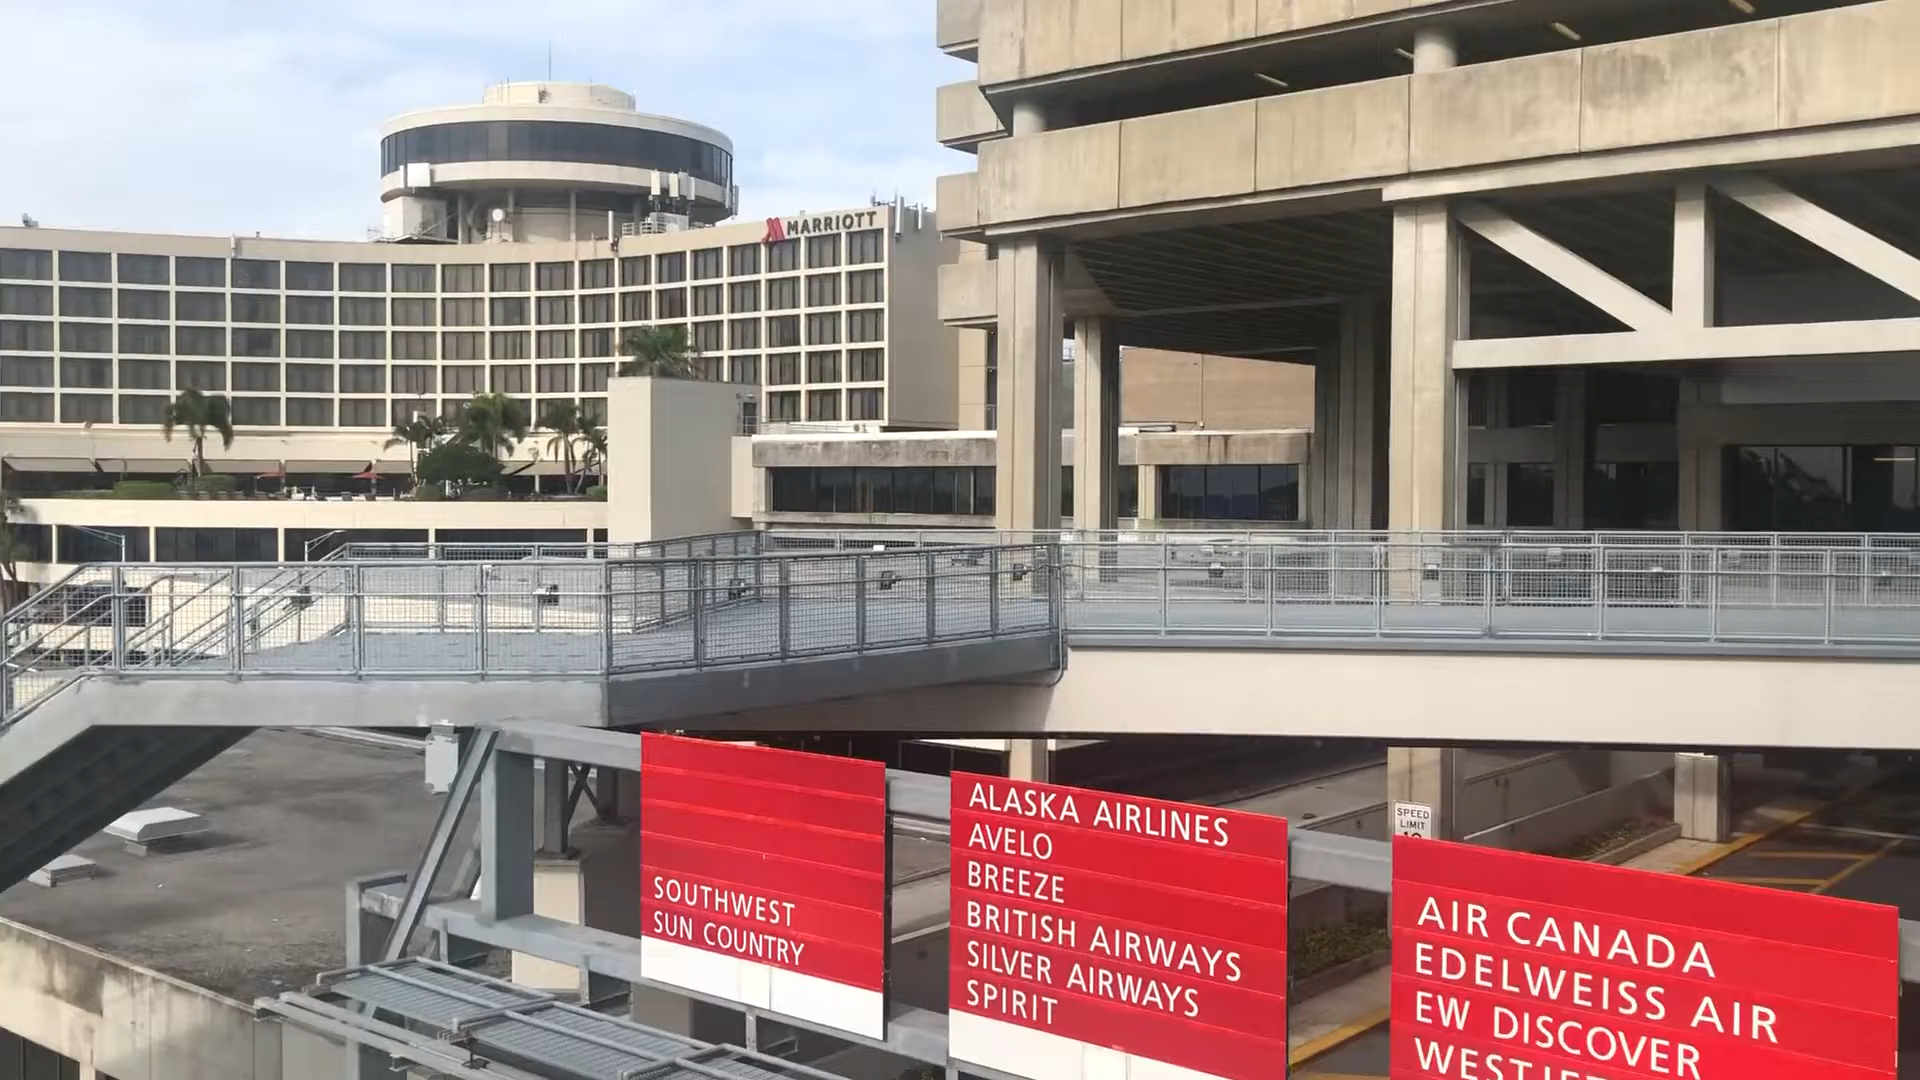 MARRIOTT
SPEED
LIMIT
SOUTHWEST
SUN COUNTRY
ALASKA AIRLINES
AVELO
BREEZE
BRITISH AIRWAYS
SILVER AIRWAYS
SPIRIT
AIR CANADA
EDELWEISS AIR
EW DISCOVER
WESTJET